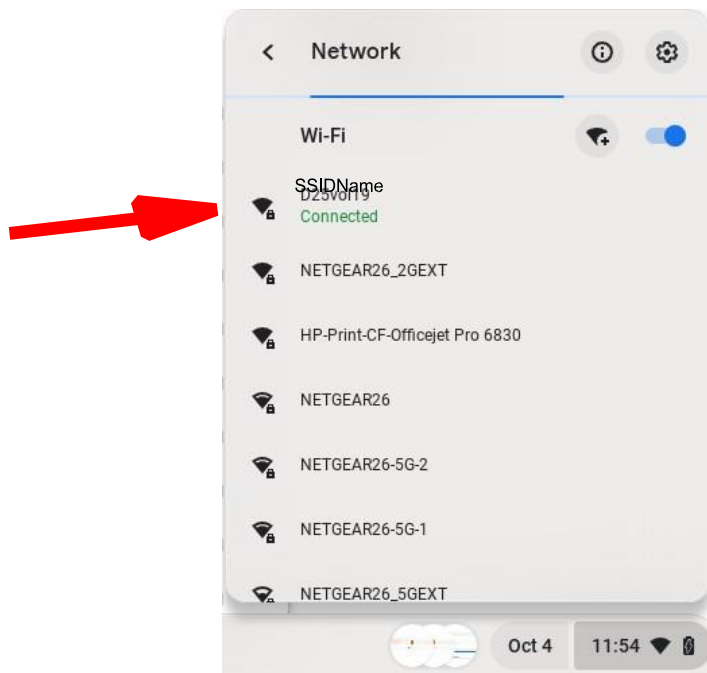 Network
Wi-Fi
SSIDName
D25vol19
Connected
NETGEAR26_2GEXT
HP-Print-CF-Officejet Pro 6830
NETGEAR26
NETGEAR26-5G-2
NETGEAR26-5G-1
NETGEAR26_5GEXT
Oct 4
11:54